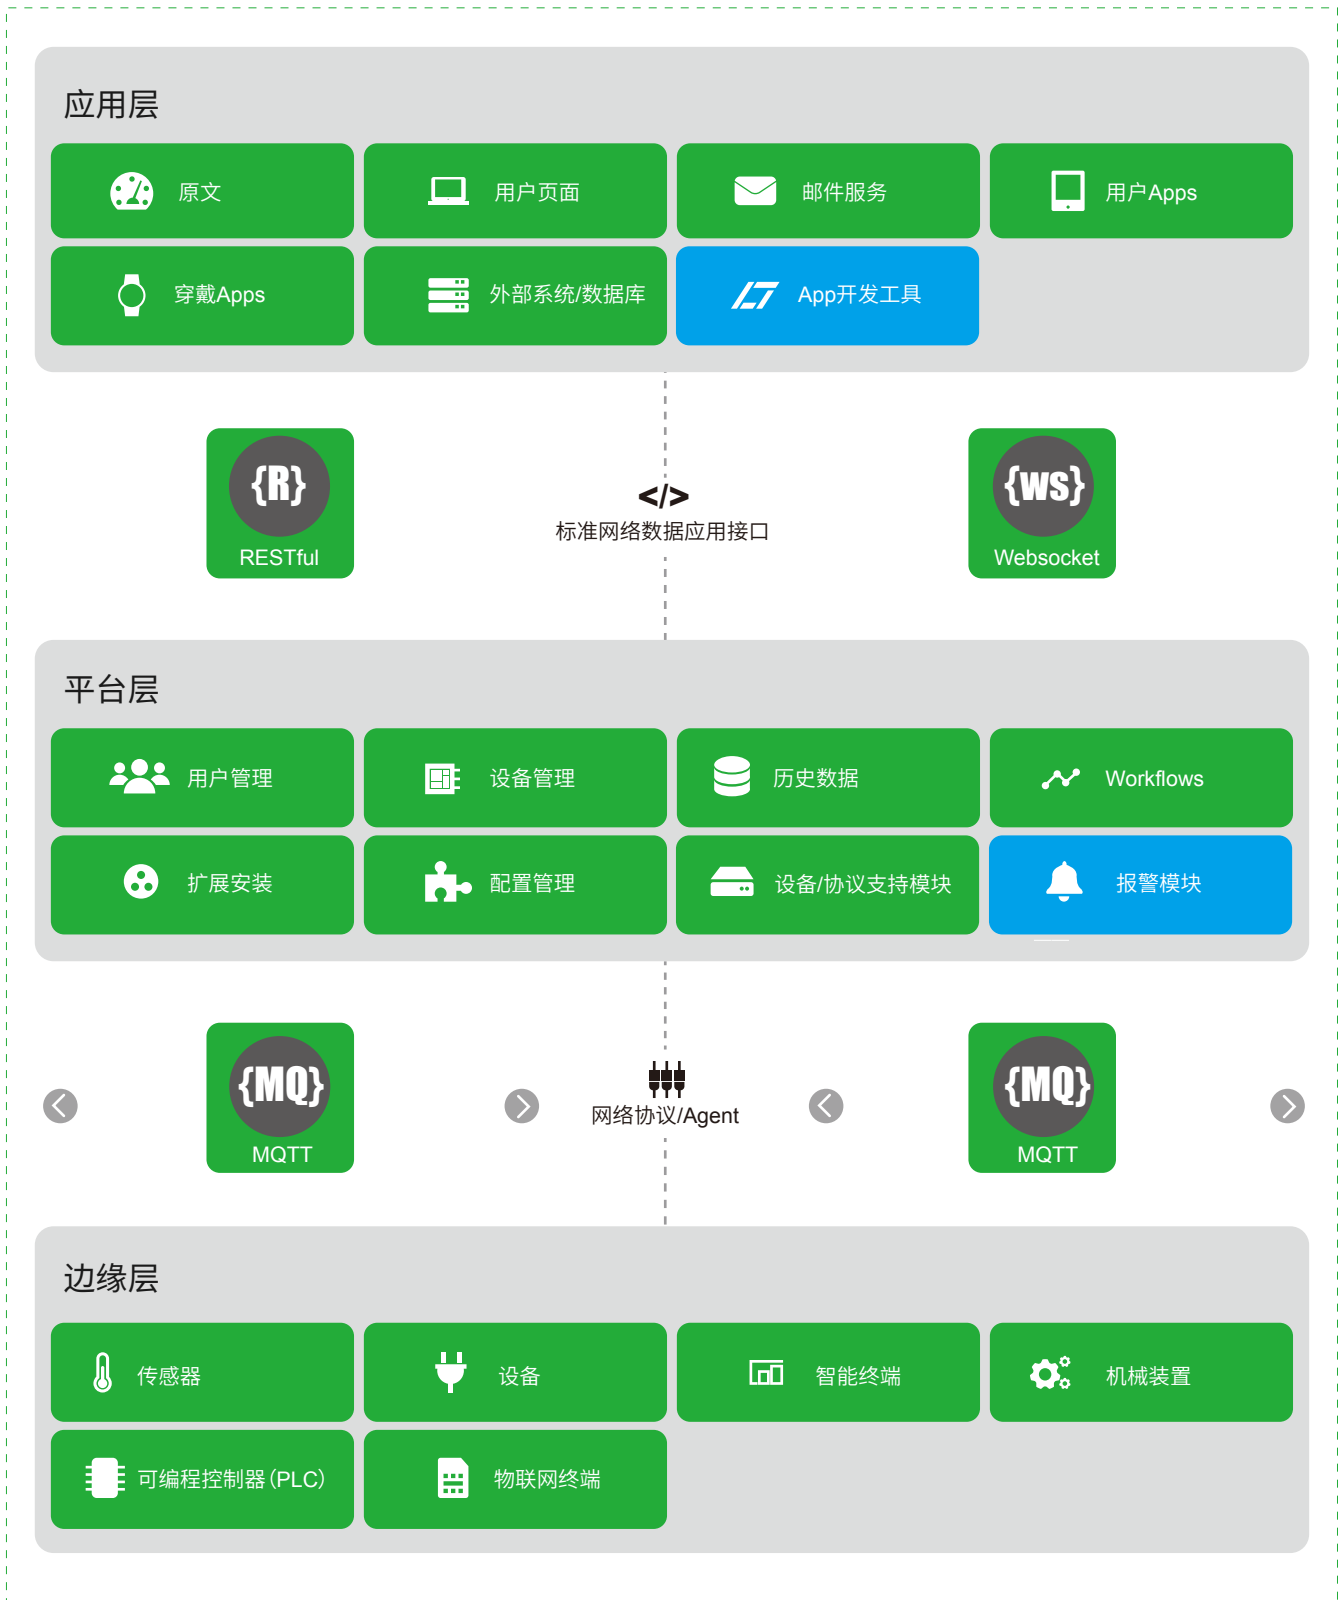 应用层
原文
用户页面
邮件服务
用户Apps
穿戴Apps
外部系统/数据库
App开发工具
{R}
RESTful
</>
标准网络数据应用接口
{WS}
Websocket
平台层
用户管理
设备管理
历史数据
Workflows
扩展安装
配置管理
设备/协议支持模块
报警模块
{MQ}
MQTT
网络协议/Agent
{MQ}
MQTT
边缘层
传感器
设备
智能终端
机械装置
可编程控制器（PLC）
物联网终端